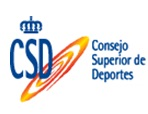 CSD
Consejo
Superior de
Deportes